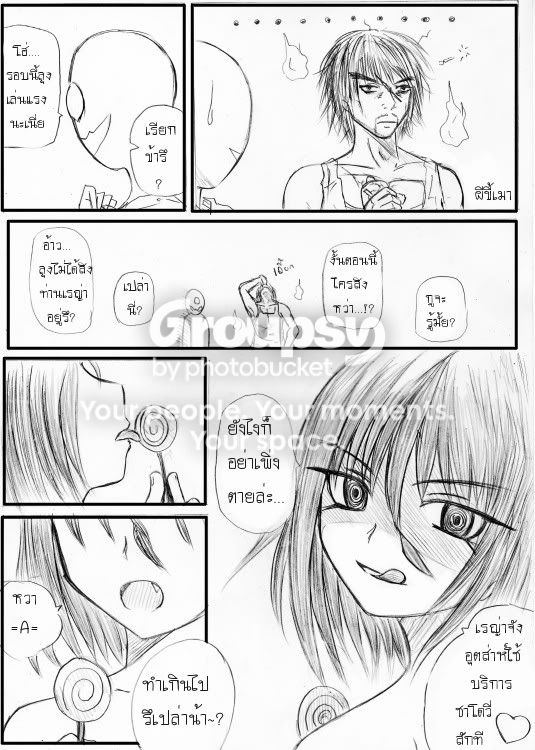 โฮ่....
รอบนี้ลุง
เล่นแรง
นะเนี่ย
เรียก
ข้ารึ
?
ผีขี้เมา
อ้าว...
ลุงไม่ได้สิง
ท่านเรญ่า
อยู่รึ?
เปล่า
นี่?
เอื๊อก
งั้นตอนนี้
ใครสิง
หว่า...!?
กูจะ
รู้มั้ย?
Groupsy
by photobucket
Your people. Your moments.
Your space.
ยังไงก็
อย่าเพิ่ง
ตายล่ะ...
หวา
=A=
ทำเกินไป
รึเปล่าน้า~?
เรญ่าจัง
อุตส่าห์ใช้
บริการ
ซาโตวี่
สักที